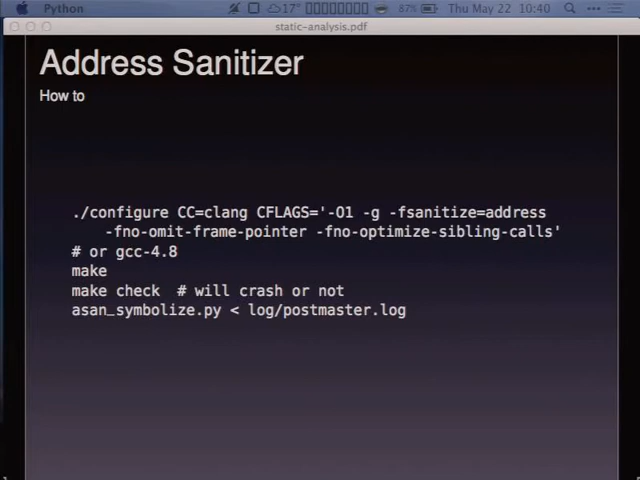 Python
17°
87%
Thu May 22
10:40
static-analysis.pdf
Address Sanitizer
How to
./configure CC=clang CFLAGS='-O1 -g -fsanitize=address
-fno-omit-frame-pointer -fno-optimize-sibling-calls'
# or gcc-4.8
make
make check  # will crash or not
asan_symbolize.py < log/postmaster.log